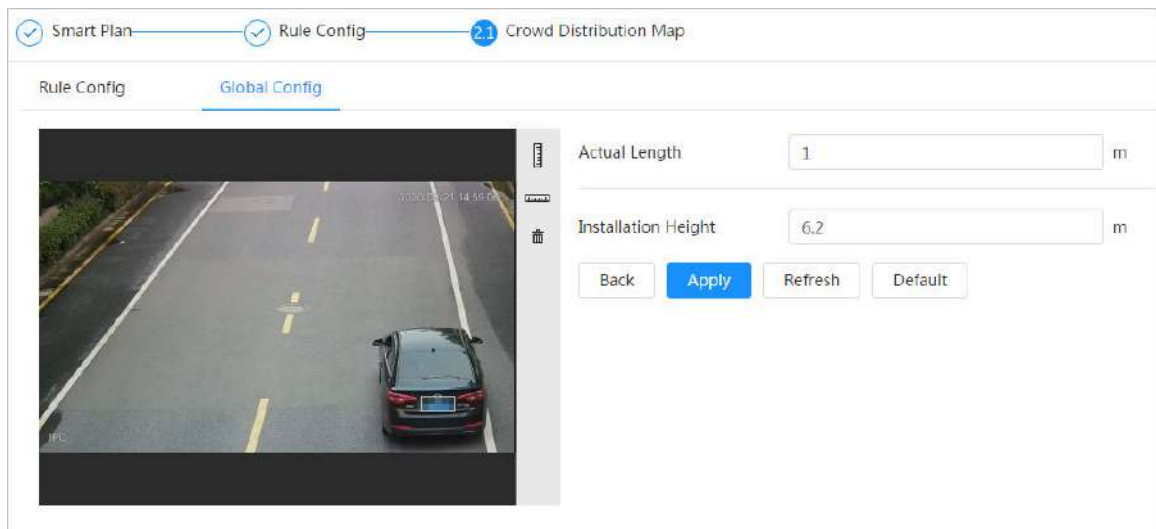 Smart Plan
Rule Config
2.1 Crowd Distribution Map
Rule Config
Global Config
Actual Length
1
m
Installation Height
6.2
m
Back
Apply
Refresh
Default
IPC